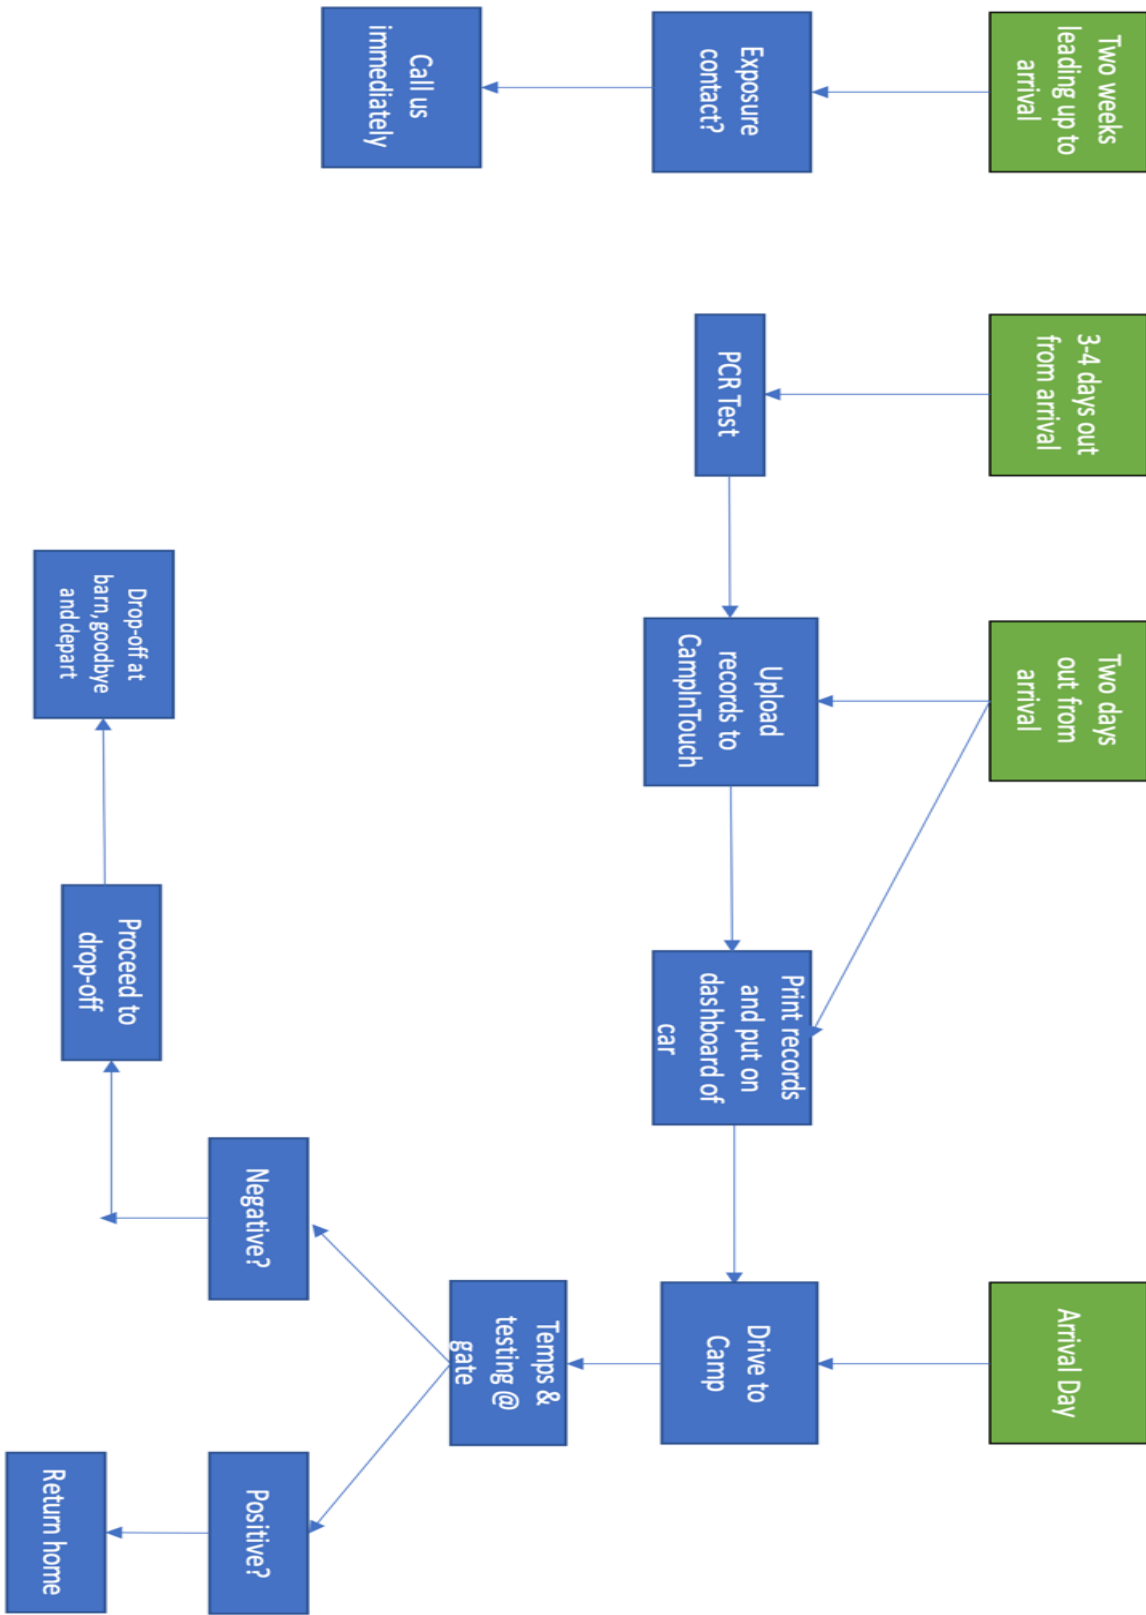 Two weeks
leading up to
arrival
3-4 days out
from arrival
Two days
out from
arrival
Arrival Day
Exposure
contact?
PCR Test
Upload
records to
CampInTouch
Print records
and put on
dashboard of
car
Drive to
Camp
Call us
immediately
Temps &
testing @
gate
Negative?
Positive?
Drop-off at
barn, goodbye
and depart
Proceed to
drop-off
Return home